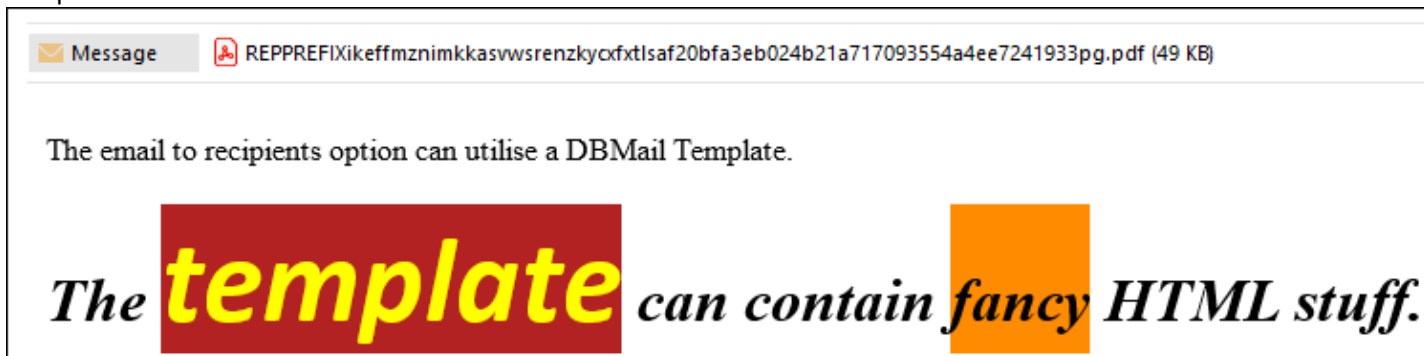 Message REPPREFIXikeffmznimkkasvwsrenzkycxfxtlsaf20bfa3eb024b21a717093554a4ee7241933pg.pdf (49 KB)
The email to recipients option can utilise a DBMail Template.
The template can contain fancy HTML stuff.